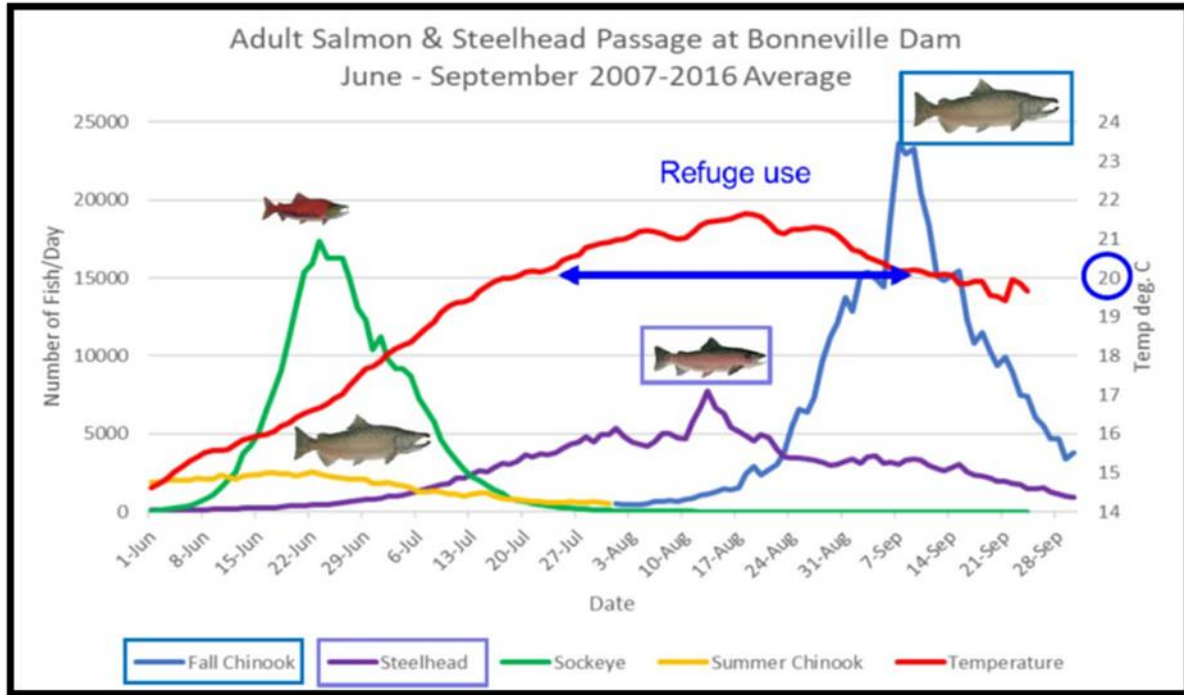 Adult Salmon & Steelhead Passage at Bonneville Dam
June - September 2007-2016 Average
Refuge use
Number of Fish/Day
25000
20000
15000
10000
5000
0
Temp deg. C
24
23
22
21
20
19
18
17
16
15
14
1-Jun
8-Jun
15-Jun
22-Jun
29-Jun
6-Jul
13-Jul
20-Jul
27-Jul
3-Aug
10-Aug
17-Aug
24-Aug
31-Aug
7-Sep
14-Sep
21-Sep
28-Sep
Date
Fall Chinook
Steelhead
Sockeye
Summer Chinook
Temperature